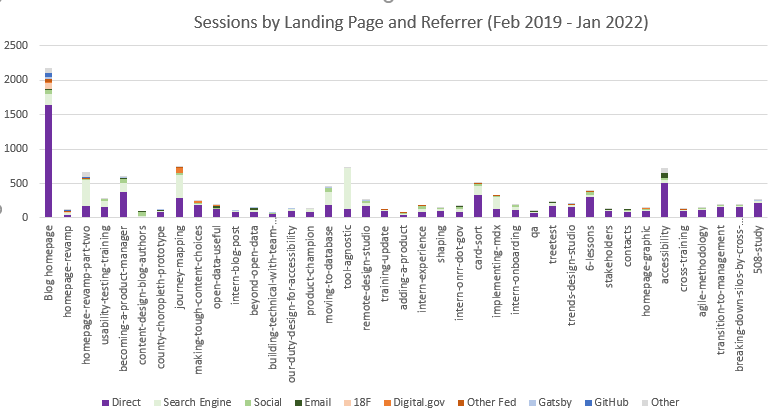 Sessions by Landing Page and Referrer (Feb 2019 - Jan 2022)
2500
2000
1500
1000
500
0
Blog homepage
homepage-revamp
homepage-revamp-part-two
usability-testing-training
becoming-a-product-manager
content-design-blog-authors
county-choropleth-prototype
journey-mapping
making-tough-content-choices
open-data-useful
intern-blog-post
beyond-open-data
building-technical-with-team-...
our-duty-design-for-accessibility
product-champion
moving-to-database
tool-agnostic
remote-design-studio
training-update
adding-a-product
intern-experience
shaping
intern-onrr-dot-gov
card-sort
implementing-mdx
intern-onboarding
qa
treetest
trends-design-studio
6-lessons
stakeholders
contacts
homepage-graphic
accessibility
cross-training
agile-methodology
transition-to-management
breaking-down-silos-by-cross-...
508-study
Direct Search Engine Social Email 18F Digital.gov Other Fed Gatsby GitHub Other